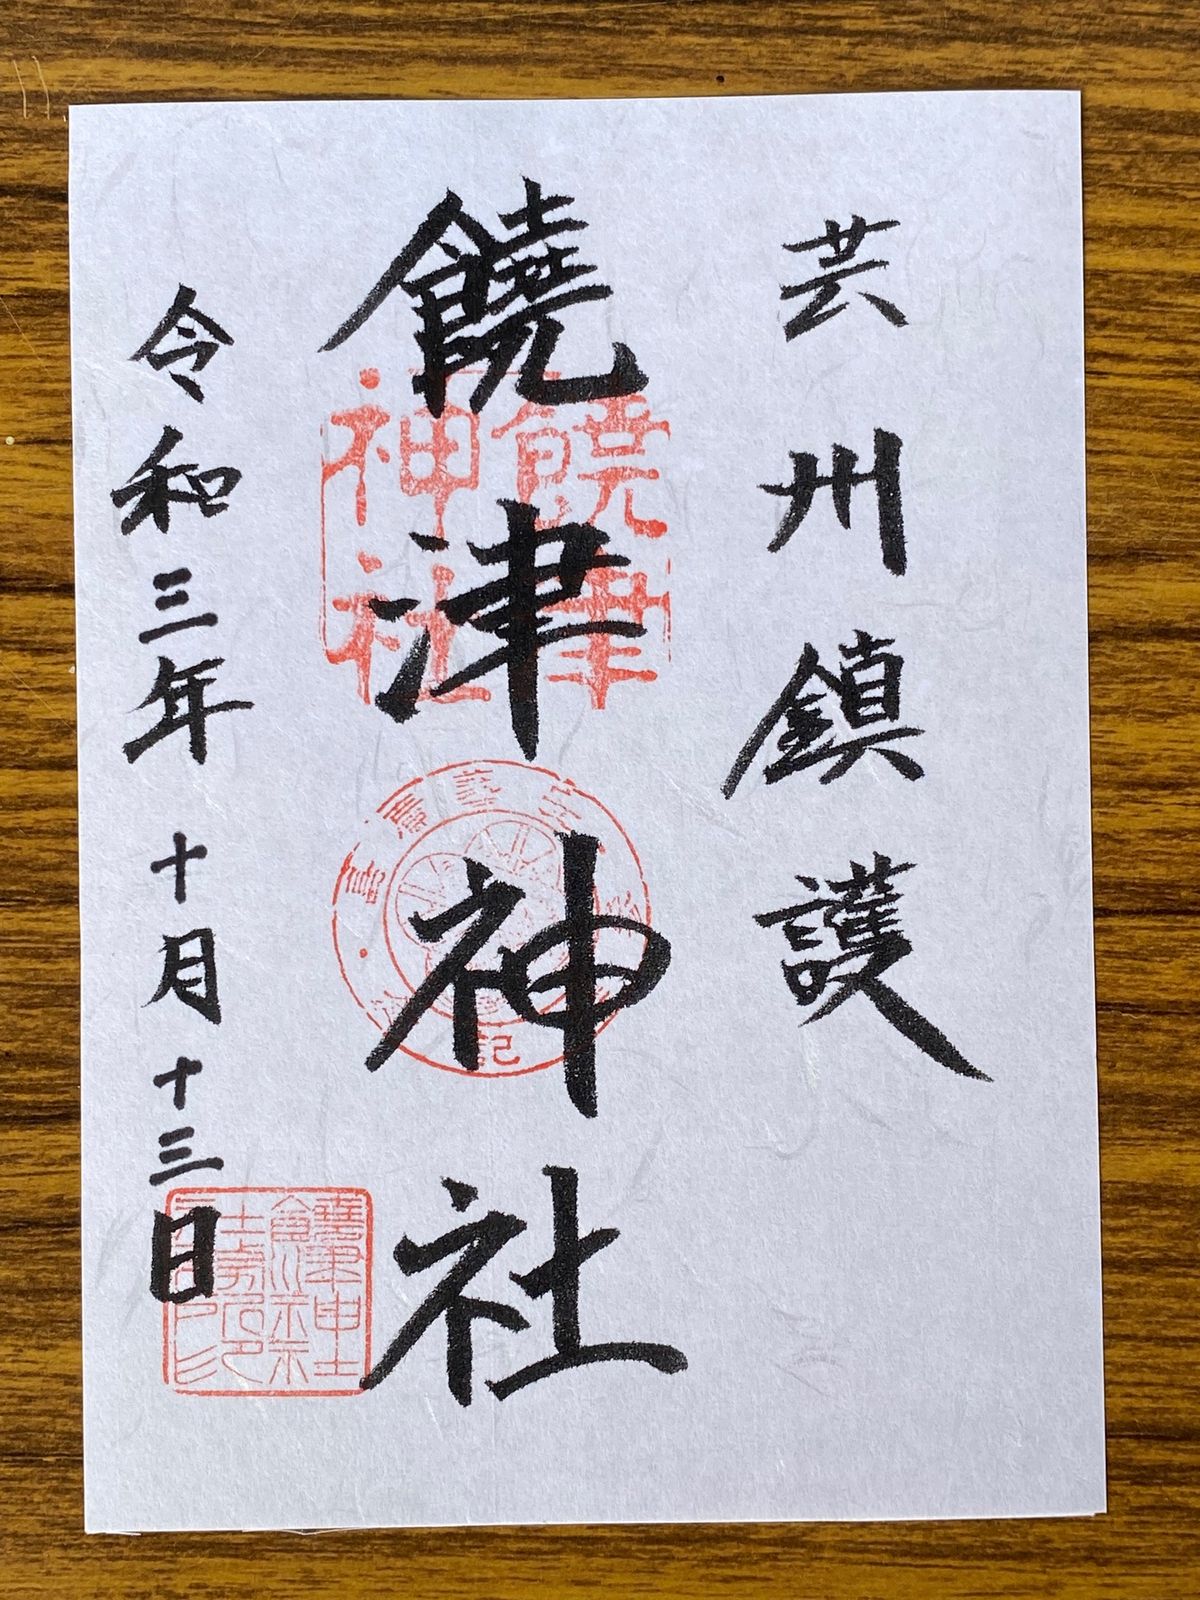 芸州鎮護
饒津神社
令和三年十月十三日
饒津
神社
記